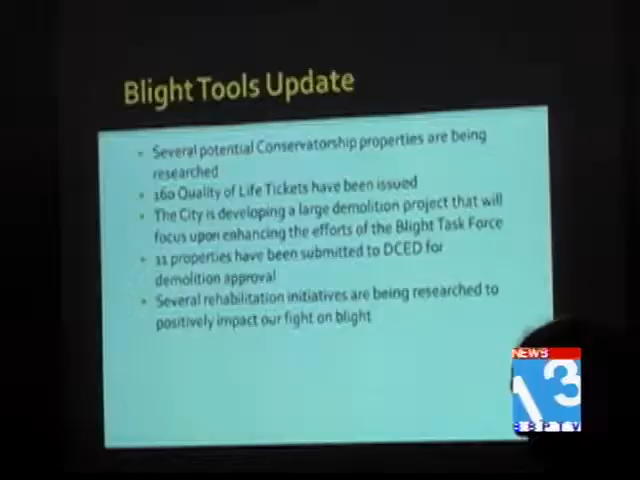 Blight Tools Update
• Several potential Conservatorship properties are being
researched
• 160 Quality of Life Tickets have been issued
• The City is developing a large demolition project that will
focus upon enhancing the efforts of the Blight Task Force
• 11 properties have been submitted to DCED for
demolition approval
• Several rehabilitation initiatives are being researched to
positively impact our fight on blight
NEWS
13